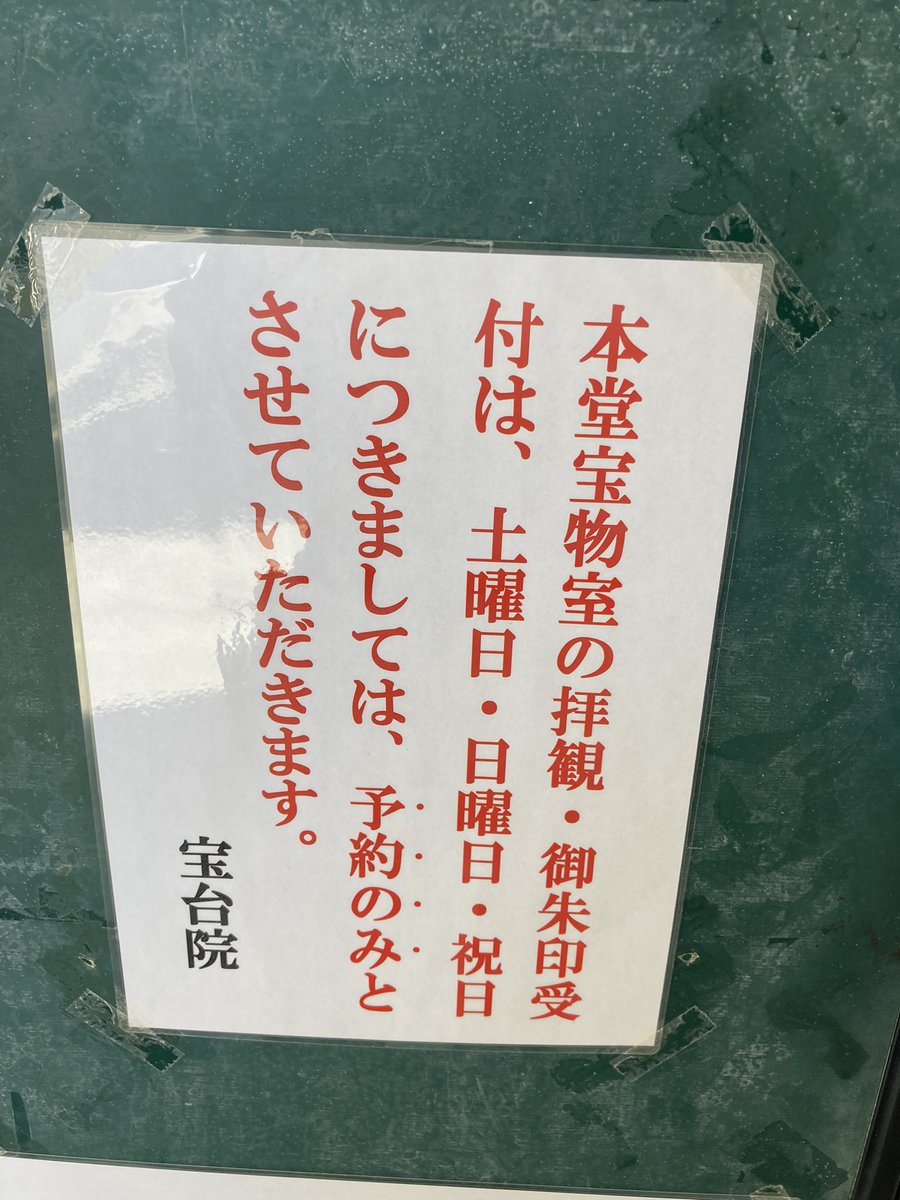 本堂宝物室の拝観・御朱印受
付は、土曜日・日曜日・祝日
につきましては、予約のみと
させていただきます。
宝台院